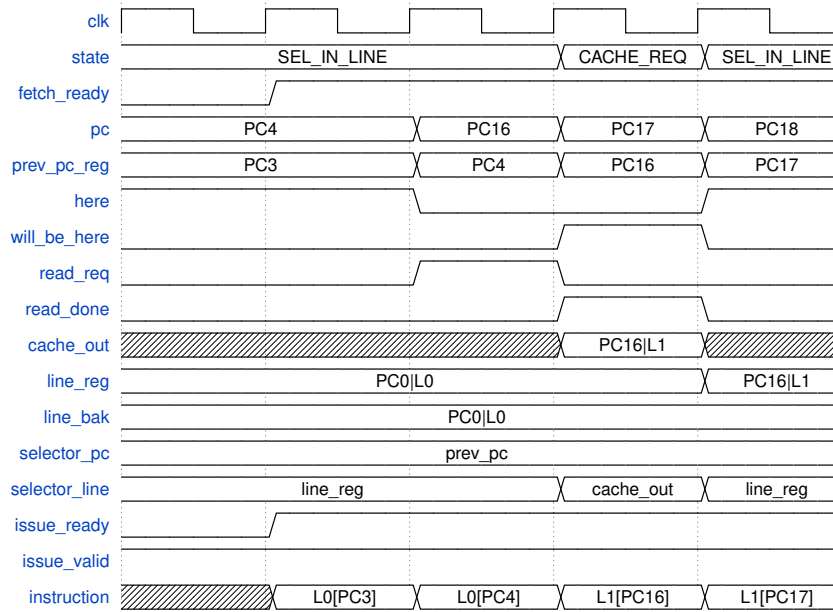 clk
state SEL_IN_LINE CACHE_REQ SEL_IN_LINE
fetch_ready
pc PC4 PC16 PC17 PC18
prev_pc_reg PC3 PC4 PC16 PC17
here
will_be_here
read_req
read_done
cache_out PC16|L1
line_reg PC0|L0 PC16|L1
line_bak PC0|L0
selector_pc prev_pc
selector_line line_reg cache_out line_reg
issue_ready
issue_valid
instruction L0[PC3] L0[PC4] L1[PC16] L1[PC17]